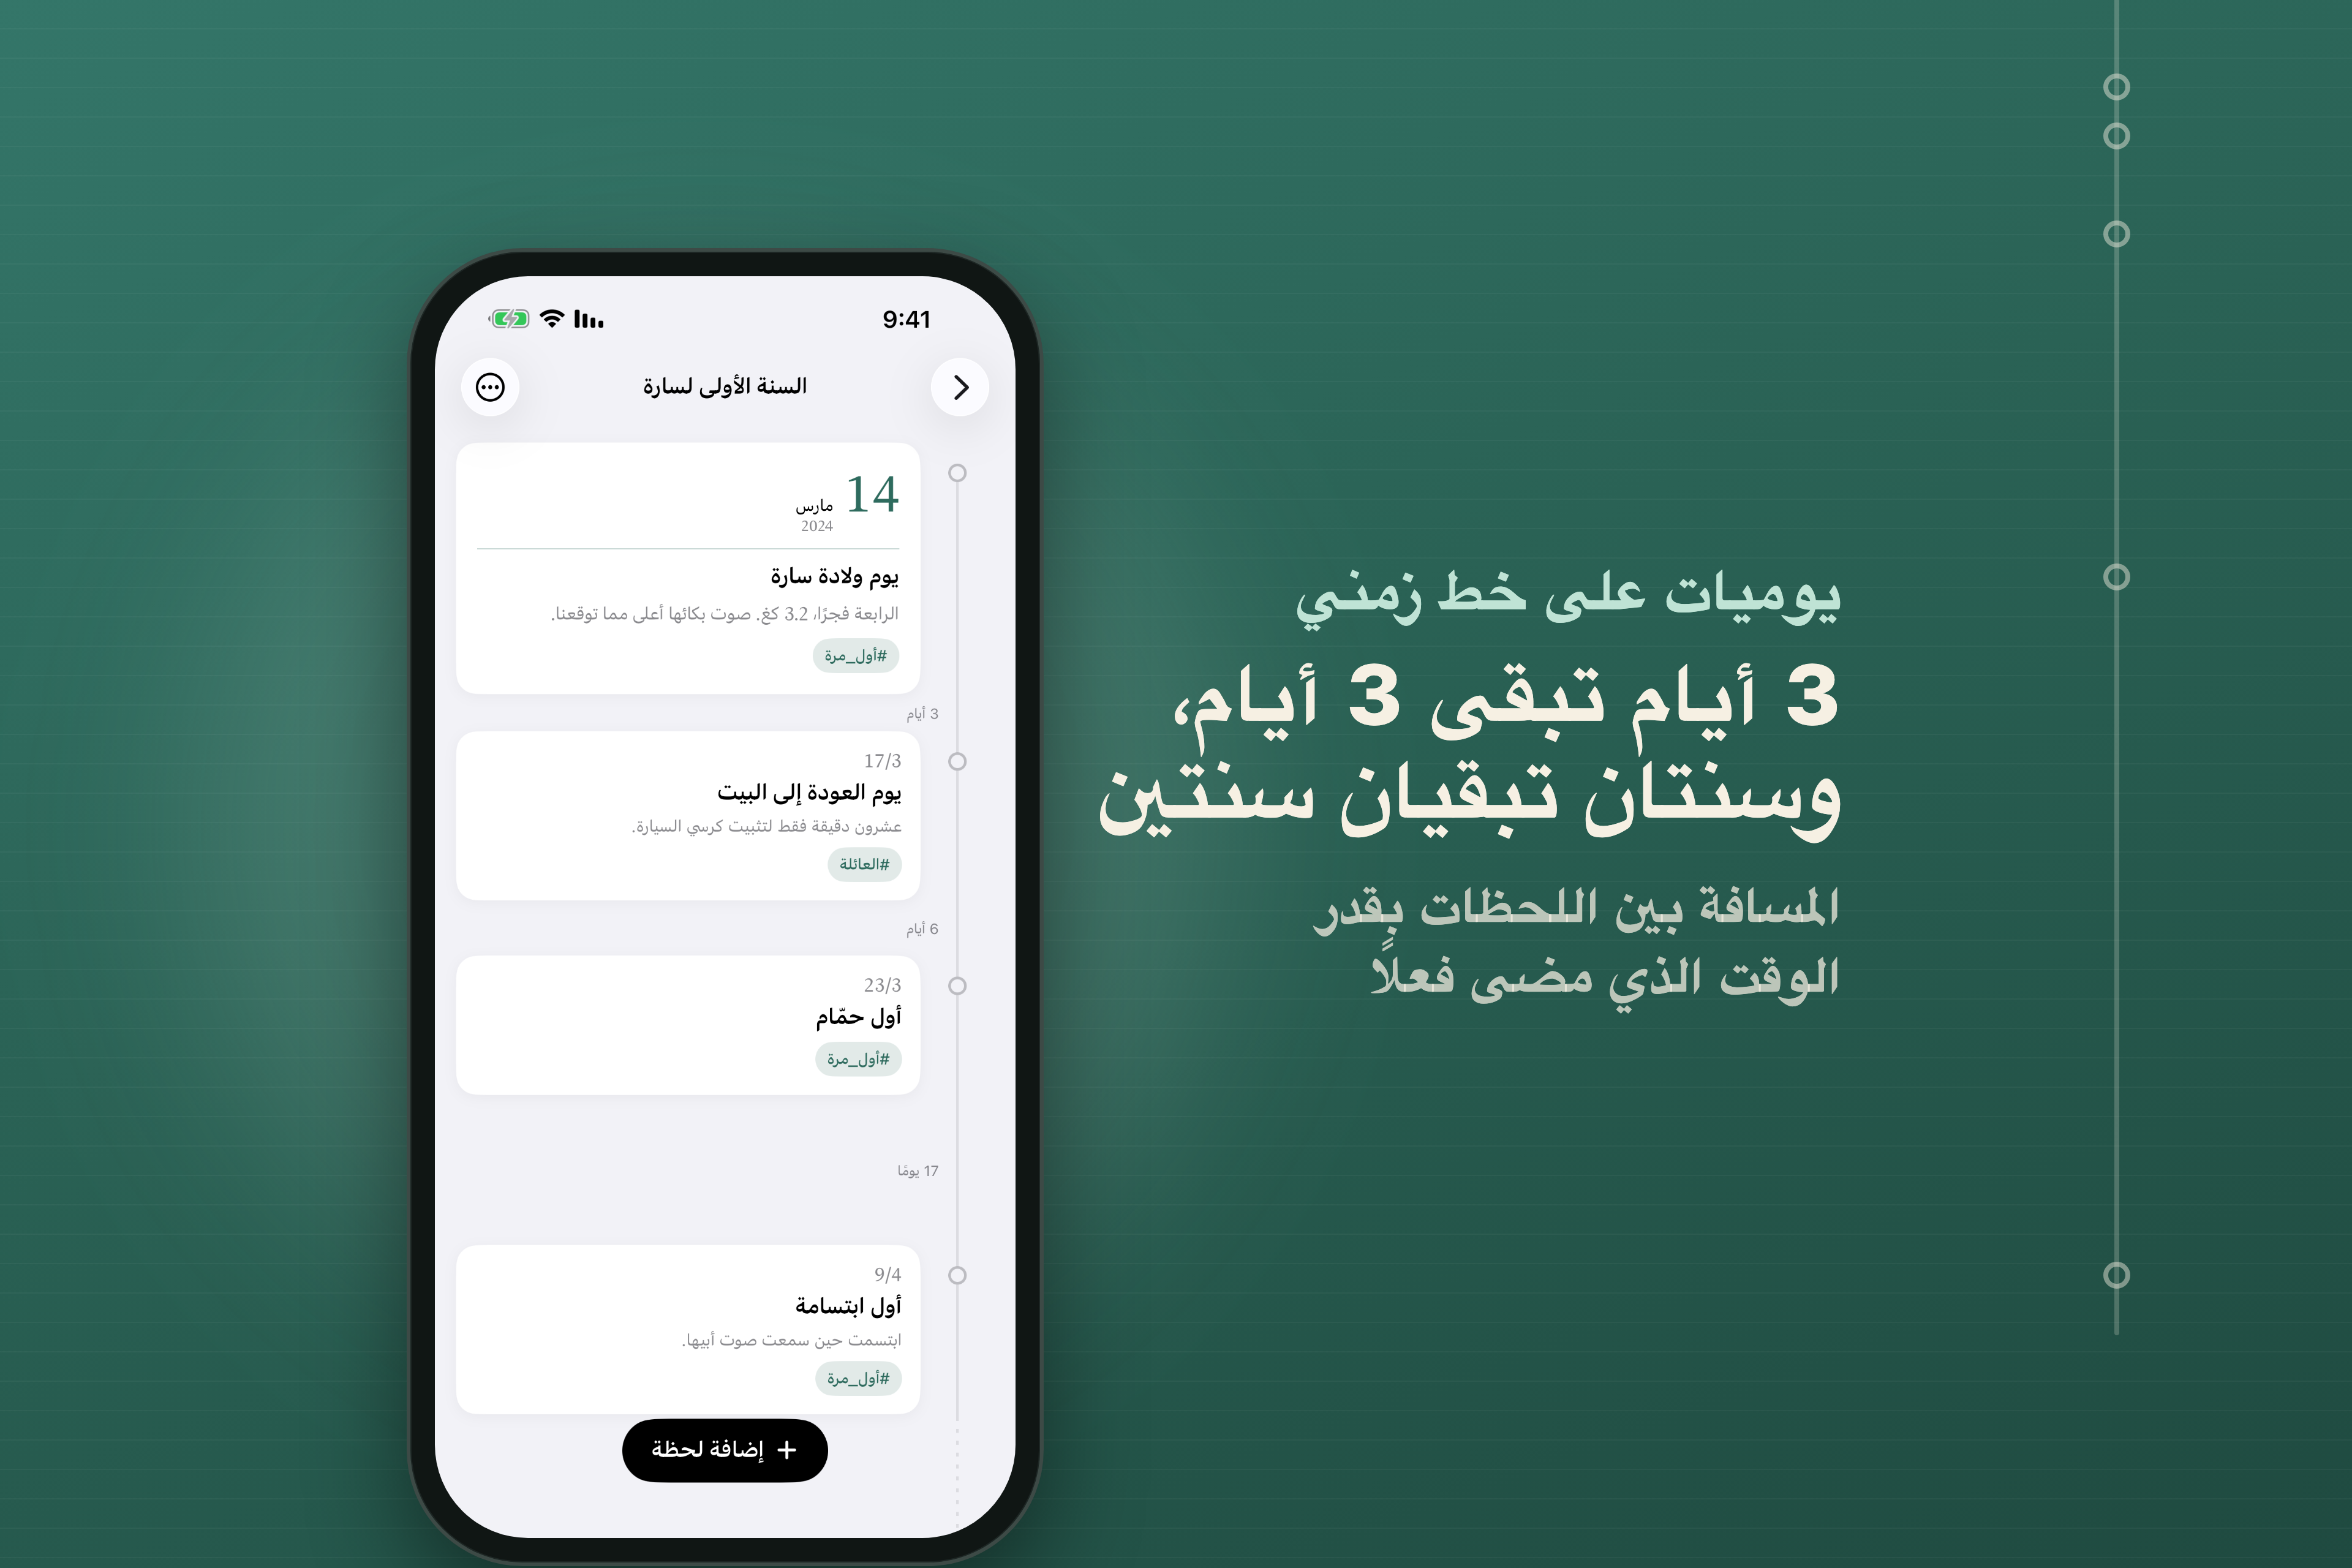 يوميات على خط زمني
3 أيام تبقى 3 أيام،
وسنتان تبقيان سنتين
المسافة بين اللحظات بقدر
الوقت الذي مضى فعلاً
9:41
السنة الأولى لسارة
14
مارس
2024
يوم ولادة سارة
الرابعة فجرًا، 3.2 كغ. صوت بكائها أعلى مما توقعنا.
#أول_مرة
3 أيام
17/3
يوم العودة إلى البيت
عشرون دقيقة فقط لتثبيت كرسي السيارة.
#العائلة
6 أيام
23/3
أول حمّام
#أول_مرة
17 يومًا
9/4
أول ابتسامة
ابتسمت حين سمعت صوت أبيها.
#أول_مرة
+ إضافة لحظة